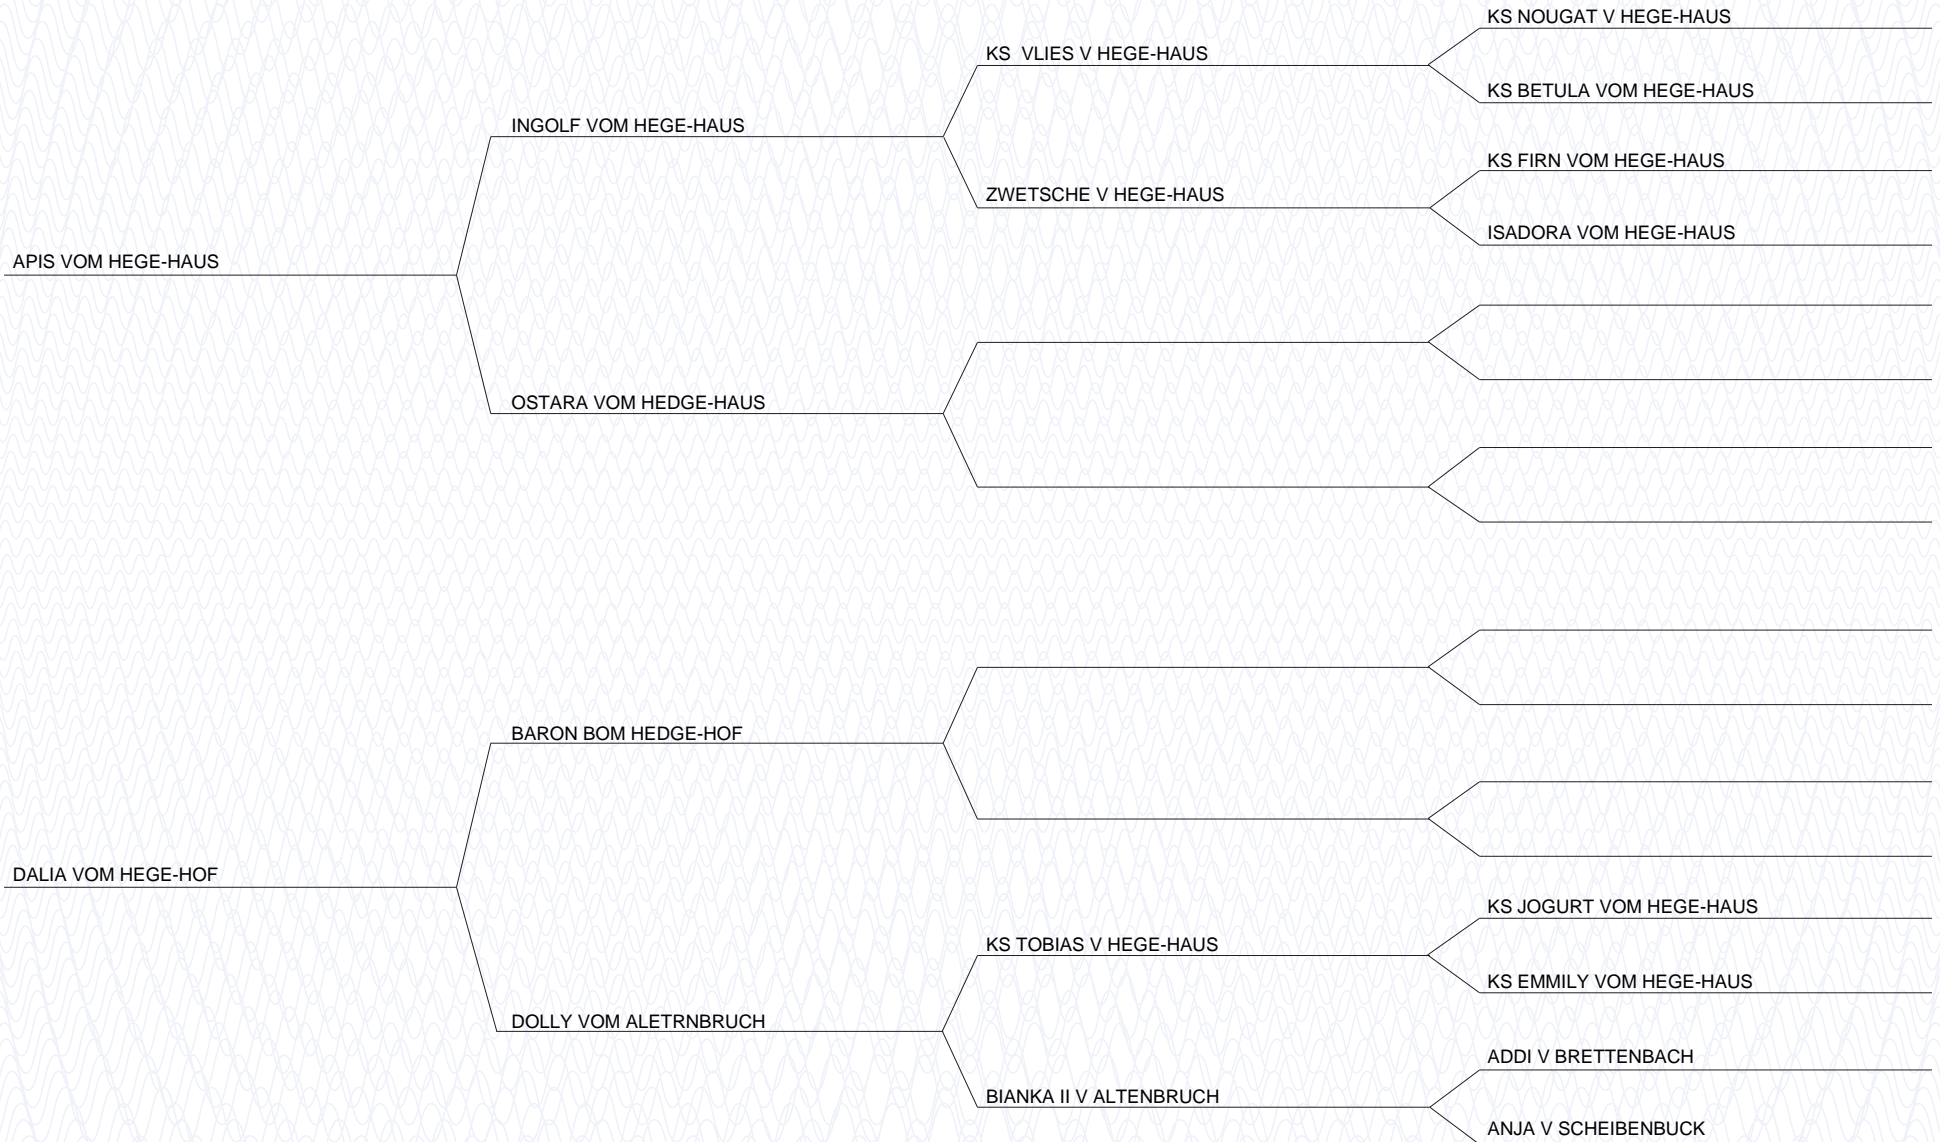 KS NOUGAT V HEGE-HAUS
KS VLIES V HEGE-HAUS
KS BETULA VOM HEGE-HAUS
INGOLF VOM HEGE-HAUS
KS FIRN VOM HEGE-HAUS
ZWETSCHE V HEGE-HAUS
ISADORA VOM HEGE-HAUS
APIS VOM HEGE-HAUS
OSTARA VOM HEDGE-HAUS
BARON BOM HEDGE-HOF
DALIA VOM HEGE-HOF
KS JOGURT VOM HEGE-HAUS
KS TOBIAS V HEGE-HAUS
KS EMMILY VOM HEGE-HAUS
DOLLY VOM ALETRNBRUCH
ADDI V BRETTENBACH
BIANKA II V ALTENBRUCH
ANJA V SCHEIBENBUCK